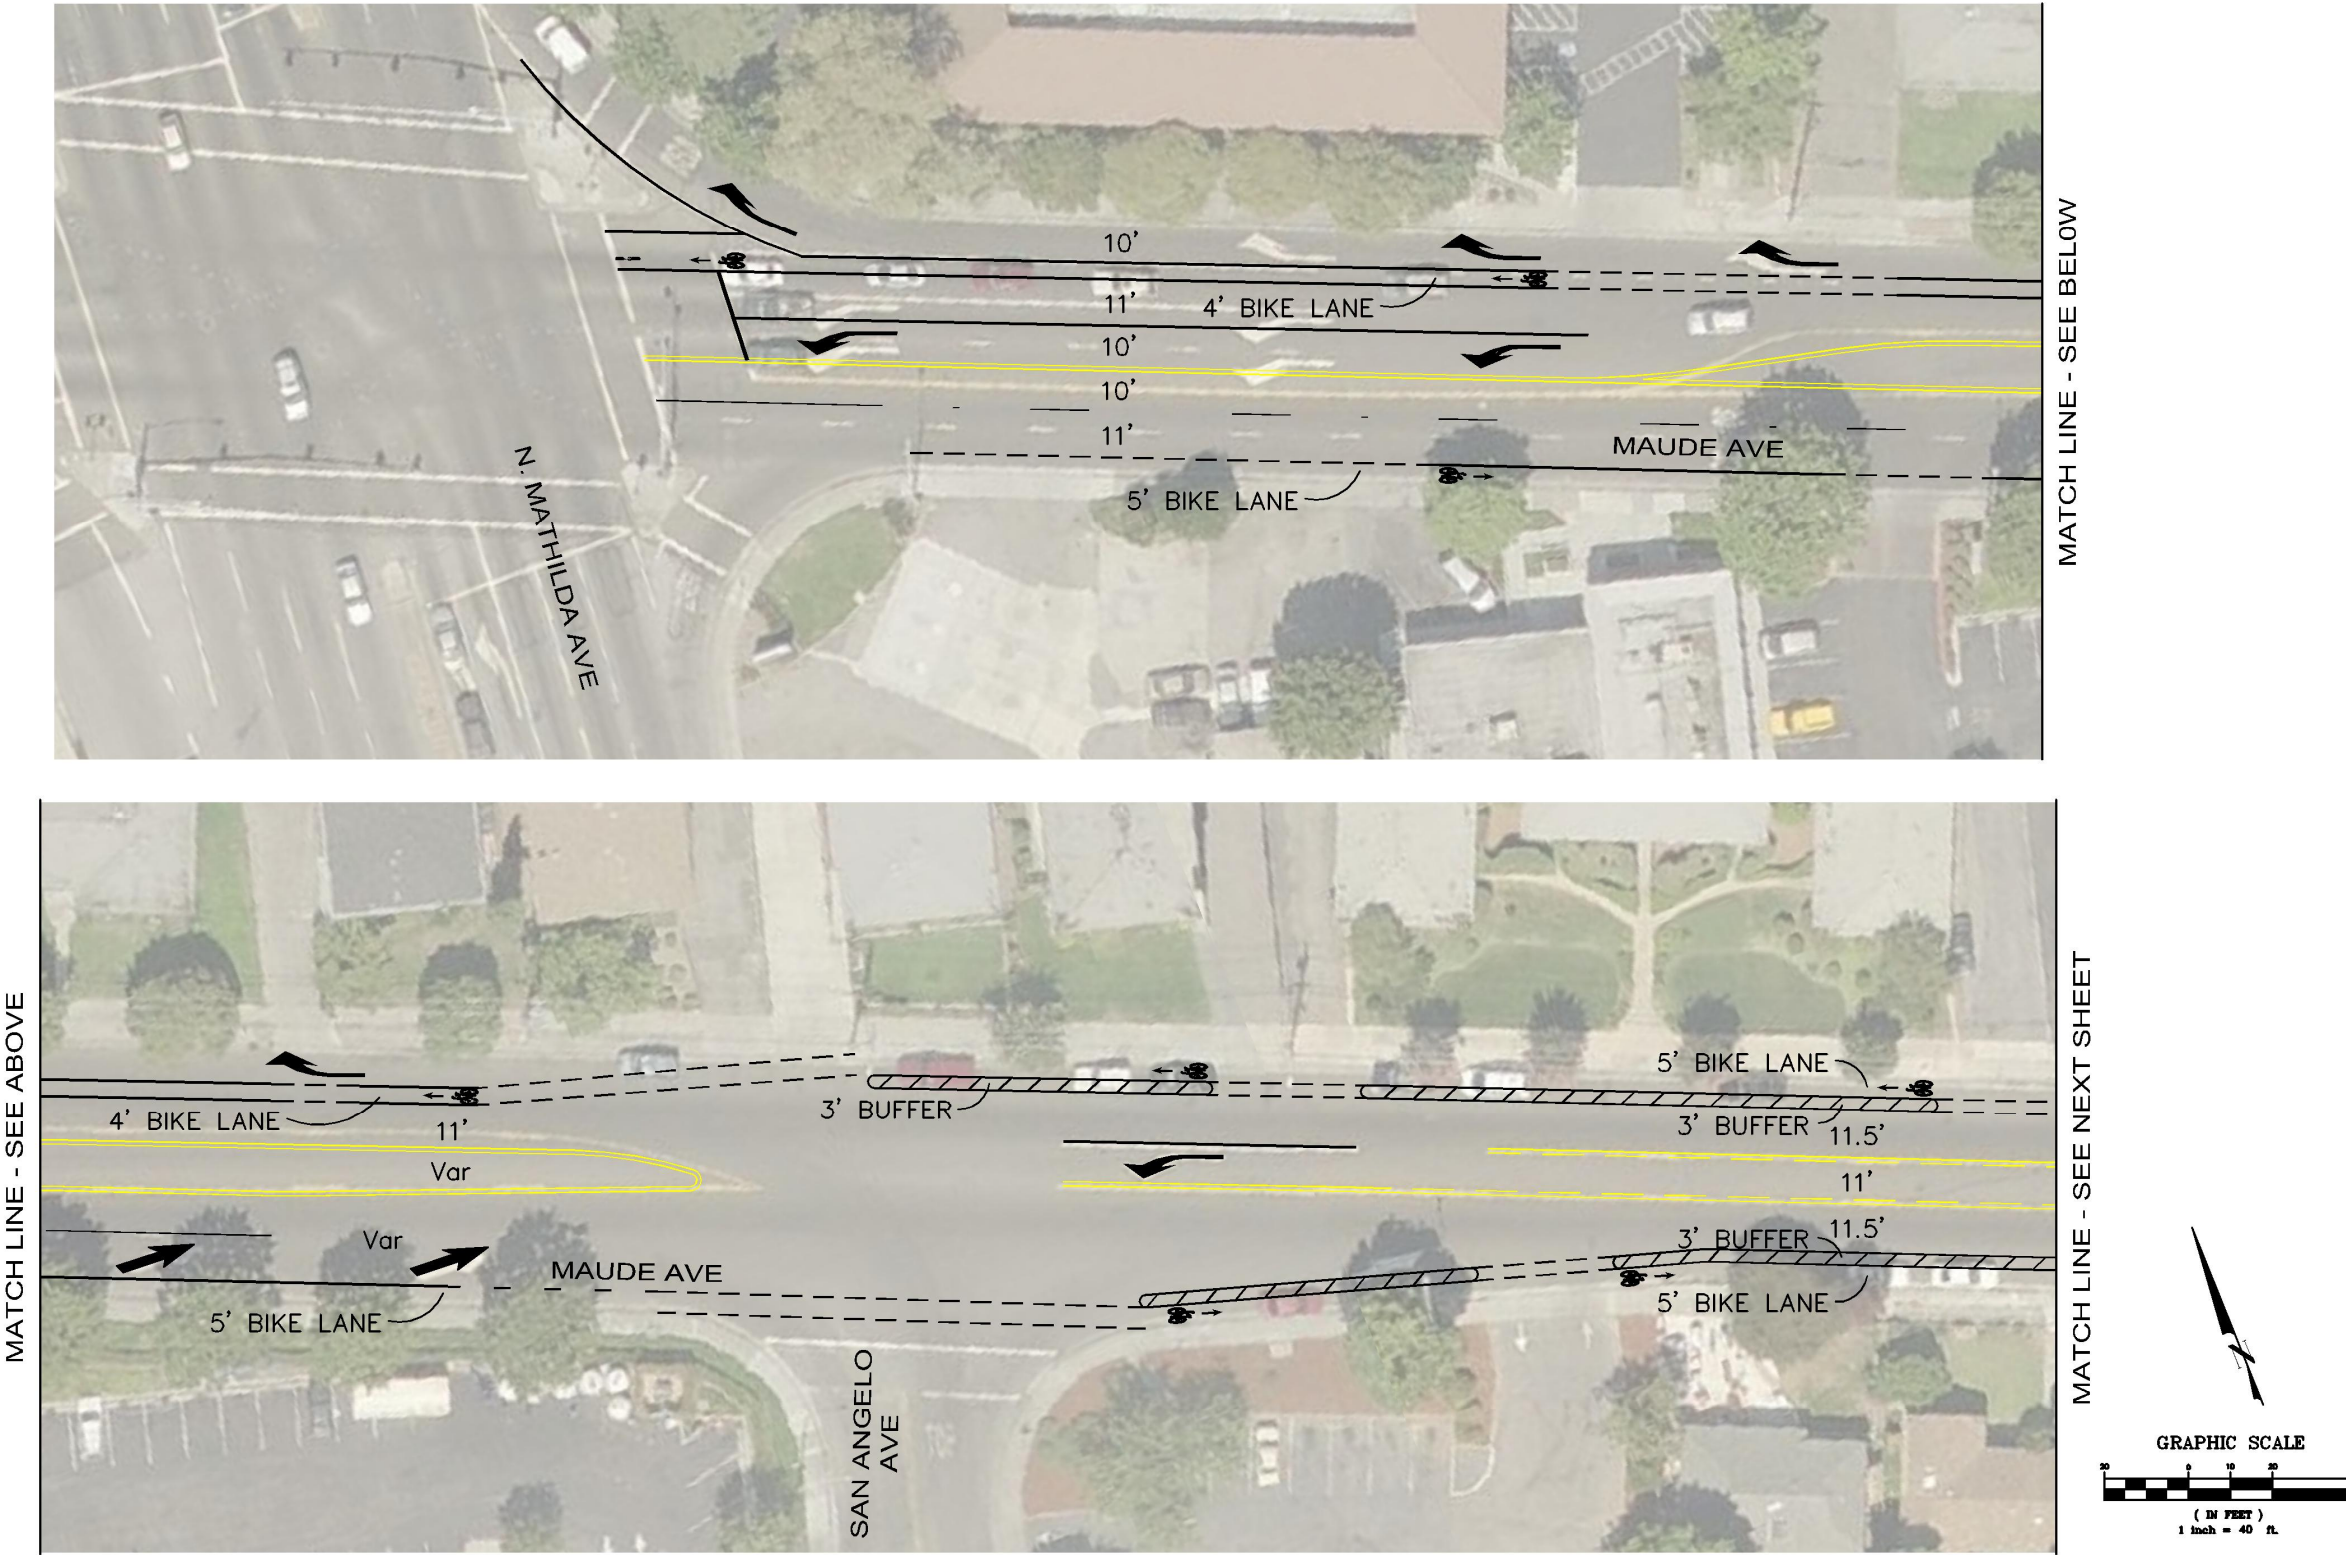 10'
11'
4' BIKE LANE
10'
10'
11'
MAUDE AVE
5' BIKE LANE
N. MATHILDA AVE
MATCH LINE - SEE BELOW
MATCH LINE - SEE ABOVE
4' BIKE LANE
11'
Var
Var
5' BIKE LANE
MAUDE AVE
SAN ANGELO
AVE
3' BUFFER
5' BIKE LANE
3' BUFFER
11.5'
11'
11.5'
3' BUFFER
5' BIKE LANE
MATCH LINE - SEE NEXT SHEET
N
GRAPHIC SCALE
20 0 10 20
( IN FEET )
1 inch = 40 ft.